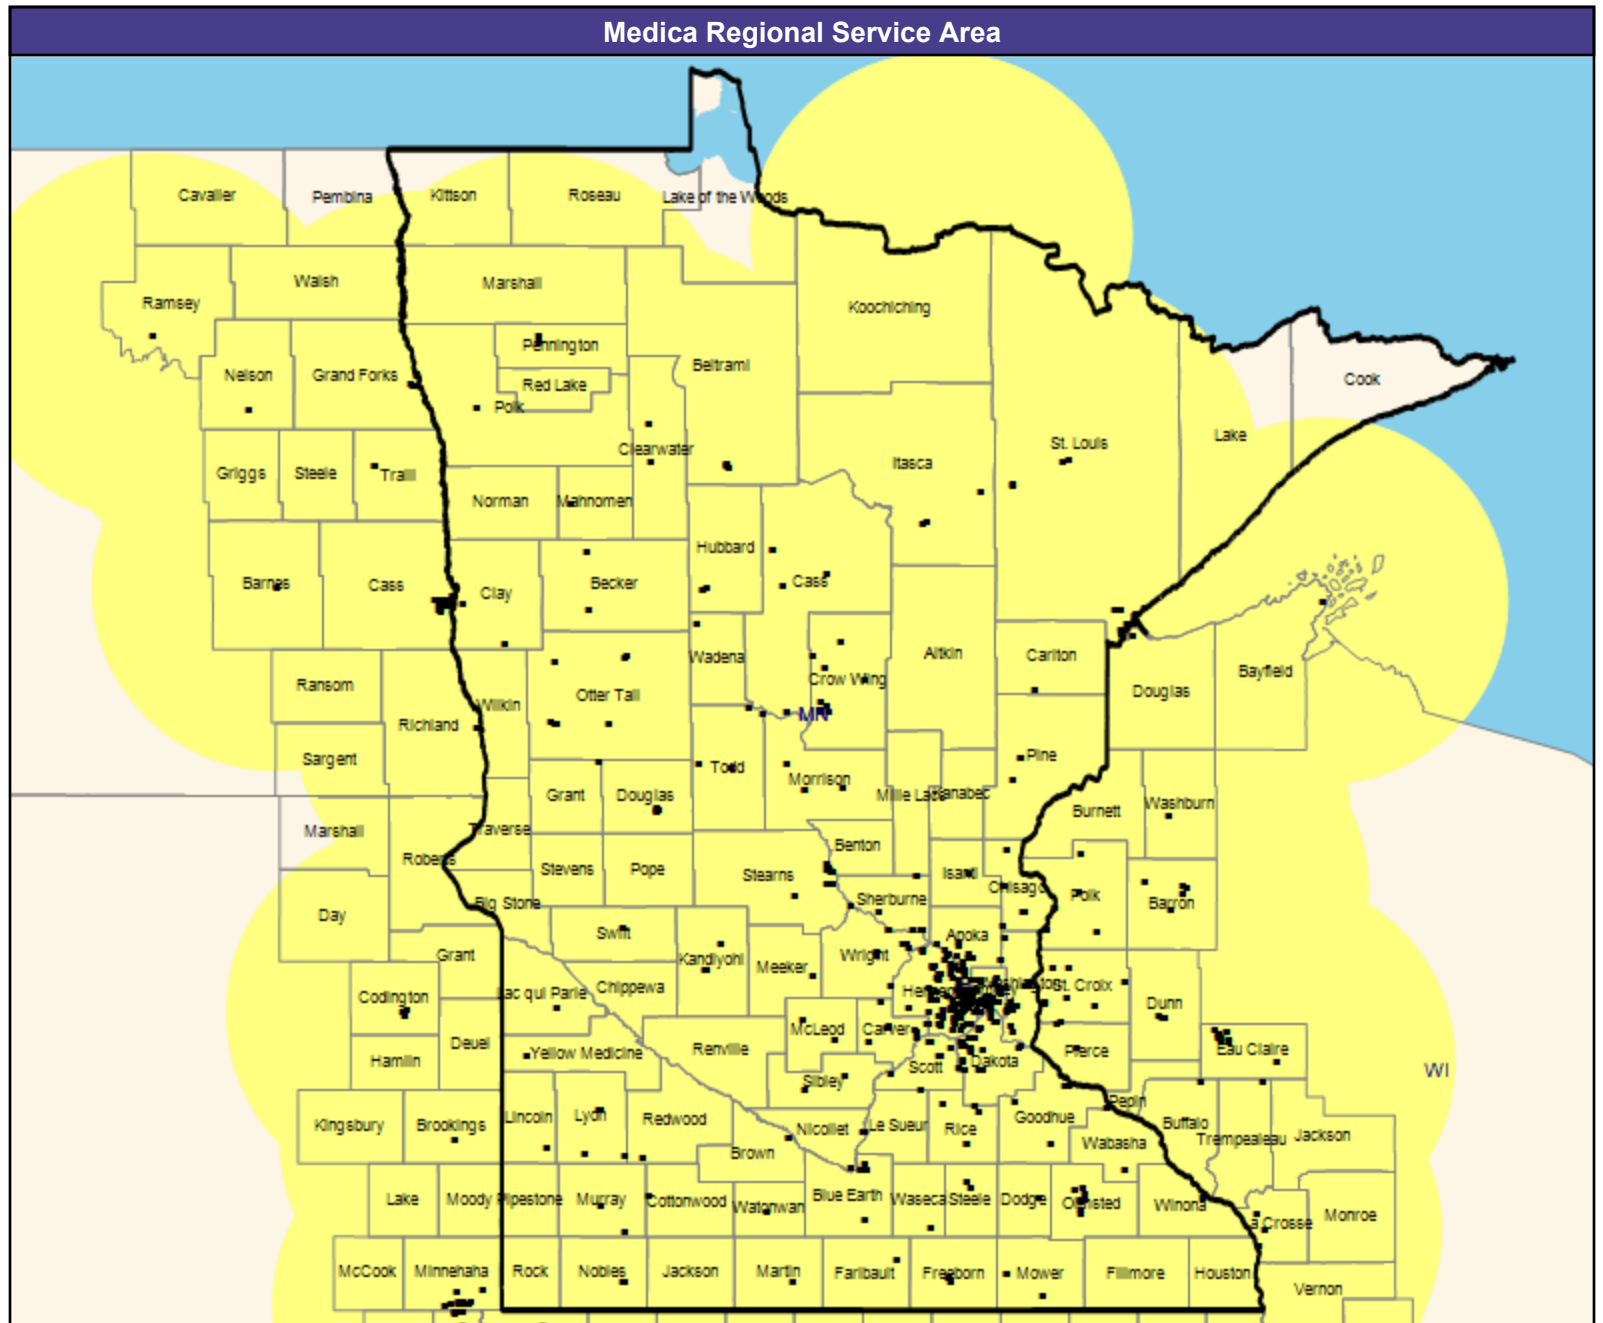 Medica Regional Service Area
Cavalier
Pembina
Kittson
Roseau
Lake of the Woods
Ramsey
Walsh
Marshall
Koochiching
Nelson
Grand Forks
Pennington
Red Lake
Polk
Beltrami
Cook
Griggs
Steele
Traill
Clearwater
Itasca
St. Louis
Lake
Norman
Mahnomen
Barnes
Cass
Clay
Becker
Hubbard
Cass
Ransom
Richland
Wilkin
Otter Tail
Wadena
Crow Wing
Aitkin
Carlton
Douglas
Bayfield
MN
Sargent
Grant
Douglas
Todd
Morrison
Mille Lacs
Kanabec
Pine
Burnett
Washburn
Marshall
Roberts
Traverse
Stevens
Pope
Stearns
Benton
Sherburne
Isanti
Chisago
Polk
Barron
Day
Big Stone
Grant
Swift
Kandiyohi
Meeker
Wright
Anoka
Codington
Lac qui Parle
Chippewa
Hennepin
Ramsey
Washington
St. Croix
Dunn
Hamlin
Deuel
Yellow Medicine
Renville
McLeod
Carver
Scott
Dakota
Pierce
Eau Claire
WI
Sibley
Kingsbury
Brookings
Lincoln
Lyon
Redwood
Brown
Nicollet
Le Sueur
Rice
Goodhue
Wabasha
Pepin
Buffalo
Trempealeau
Jackson
Lake
Moody
Pipestone
Murray
Cottonwood
Watonwan
Blue Earth
Waseca
Steele
Dodge
Olmsted
Winona
La Crosse
Monroe
McCook
Minnehaha
Rock
Nobles
Jackson
Martin
Faribault
Freeborn
Mower
Fillmore
Houston
Vernon